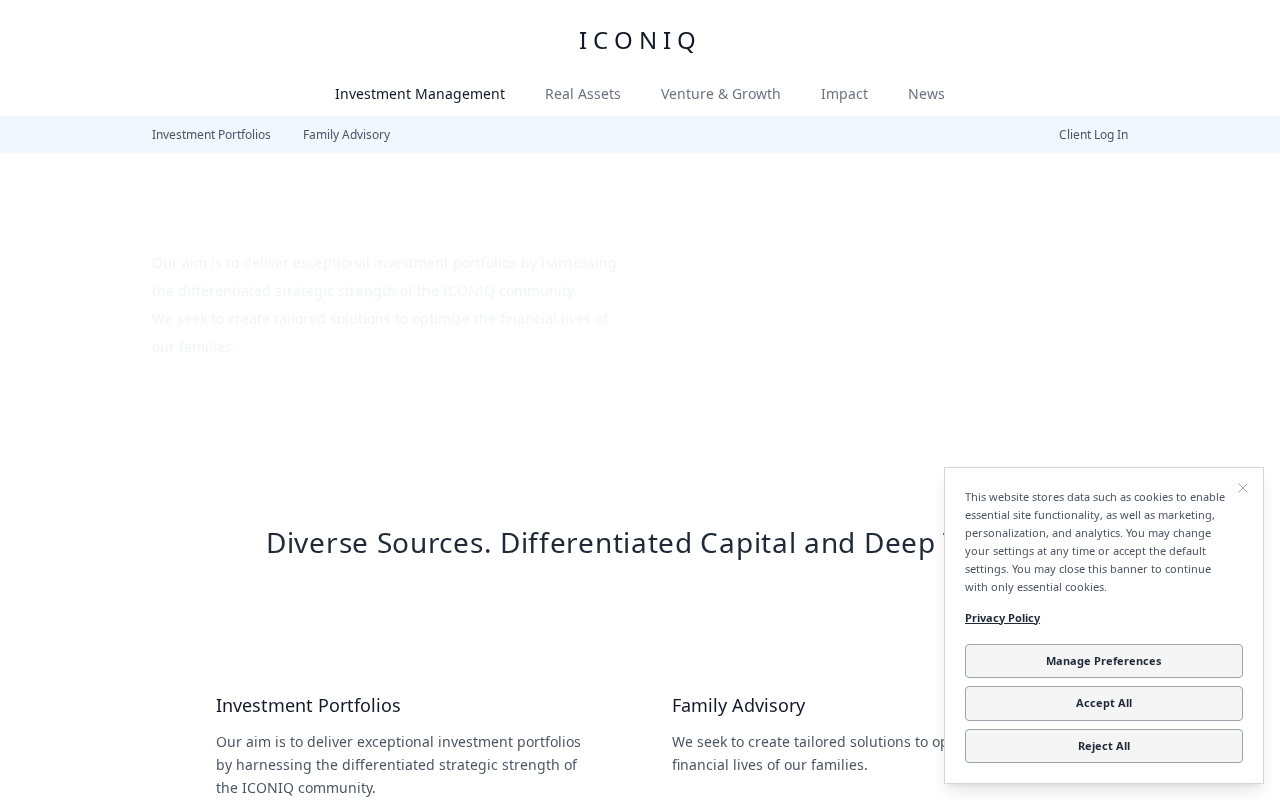 ICONIQ
Investment Management Real Assets Venture & Growth Impact News
Investment Portfolios Family Advisory Client Log In
Our aim is to deliver exceptional investment portfolios by harnessing
the differentiated strategic strength of the ICONIQ community.
We seek to create tailored solutions to optimize the financial lives of
our families.
Diverse Sources. Differentiated Capital and Deep
This website stores data such as cookies to enable
essential site functionality, as well as marketing,
personalization, and analytics. You may change
your settings at any time or accept the default
settings. You may close this banner to continue
with only essential cookies.
Privacy Policy
Manage Preferences
Accept All
Reject All
Investment Portfolios
Our aim is to deliver exceptional investment portfolios
by harnessing the differentiated strategic strength of
the ICONIQ community.
Family Advisory
We seek to create tailored solutions to
financial lives of our families.